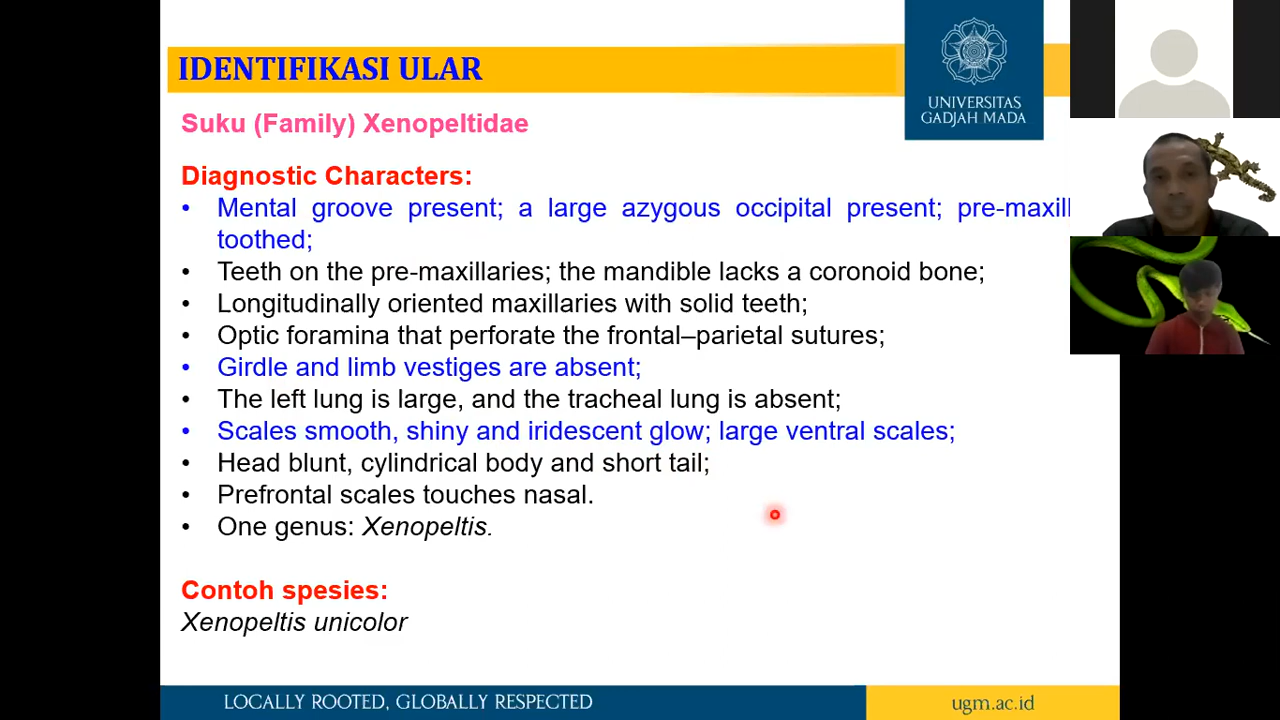 IDENTIFIKASI ULAR
UNIVERSITAS
GADJAH MADA
Suku (Family) Xenopeltidae
Diagnostic Characters:
• Mental groove present; a large azygous occipital present; pre-maxill
toothed;
• Teeth on the pre-maxillaries; the mandible lacks a coronoid bone;
• Longitudinally oriented maxillaries with solid teeth;
• Optic foramina that perforate the frontal–parietal sutures;
• Girdle and limb vestiges are absent;
• The left lung is large, and the tracheal lung is absent;
• Scales smooth, shiny and iridescent glow; large ventral scales;
• Head blunt, cylindrical body and short tail;
• Prefrontal scales touches nasal.
• One genus: Xenopeltis.
Contoh spesies:
Xenopeltis unicolor
LOCALLY ROOTED, GLOBALLY RESPECTED
ugm.ac.id